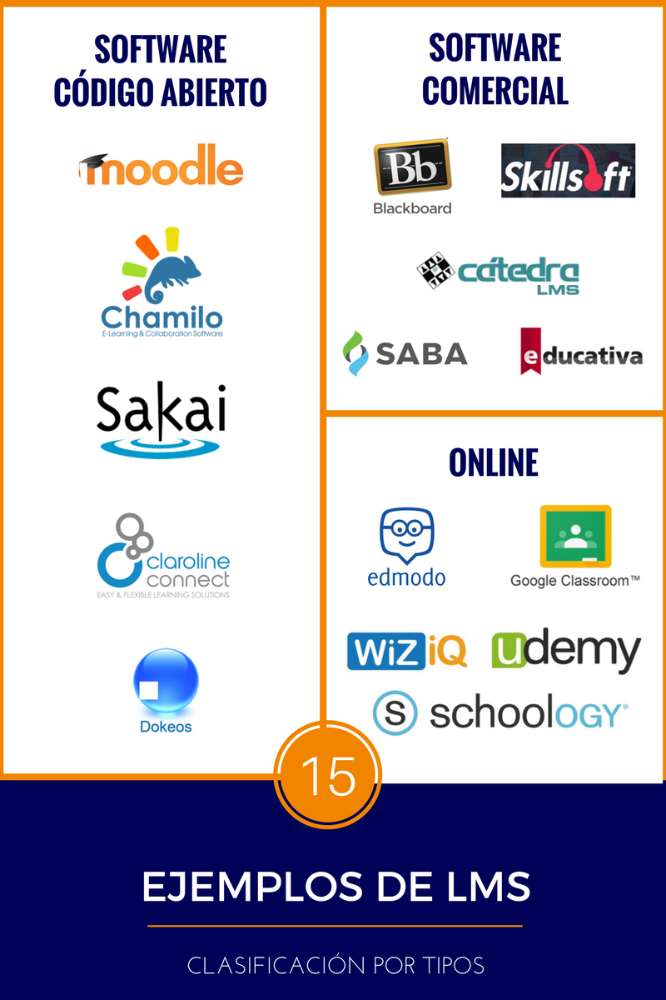 SOFTWARE
CÓDIGO ABIERTO
moodle
Chamilo
E-Learning & Collaboration Software
Sakai
claroline
connect
EASY & FLEXIBLE LEARNING SOLUTIONS
Dokeos
SOFTWARE
COMERCIAL
Bb
Blackboard
Skillsoft
cátedra
LMS
SABA
educativa
ONLINE
edmodo
Google Classroom™
WiZiQ
udemy
S schoology®
15
EJEMPLOS DE LMS
CLASIFICACIÓN POR TIPOS